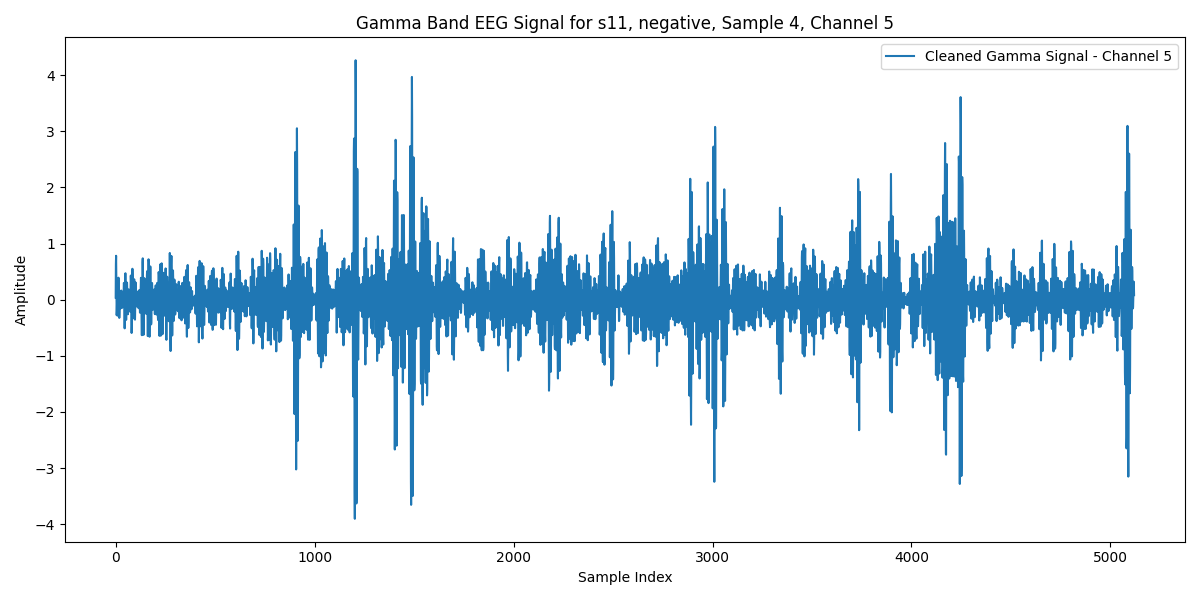 Gamma Band EEG Signal for s11, negative, Sample 4, Channel 5
Cleaned Gamma Signal - Channel 5
Amplitude
4
3
2
1
0
−1
−2
−3
−4
0 1000 2000 3000 4000 5000
Sample Index